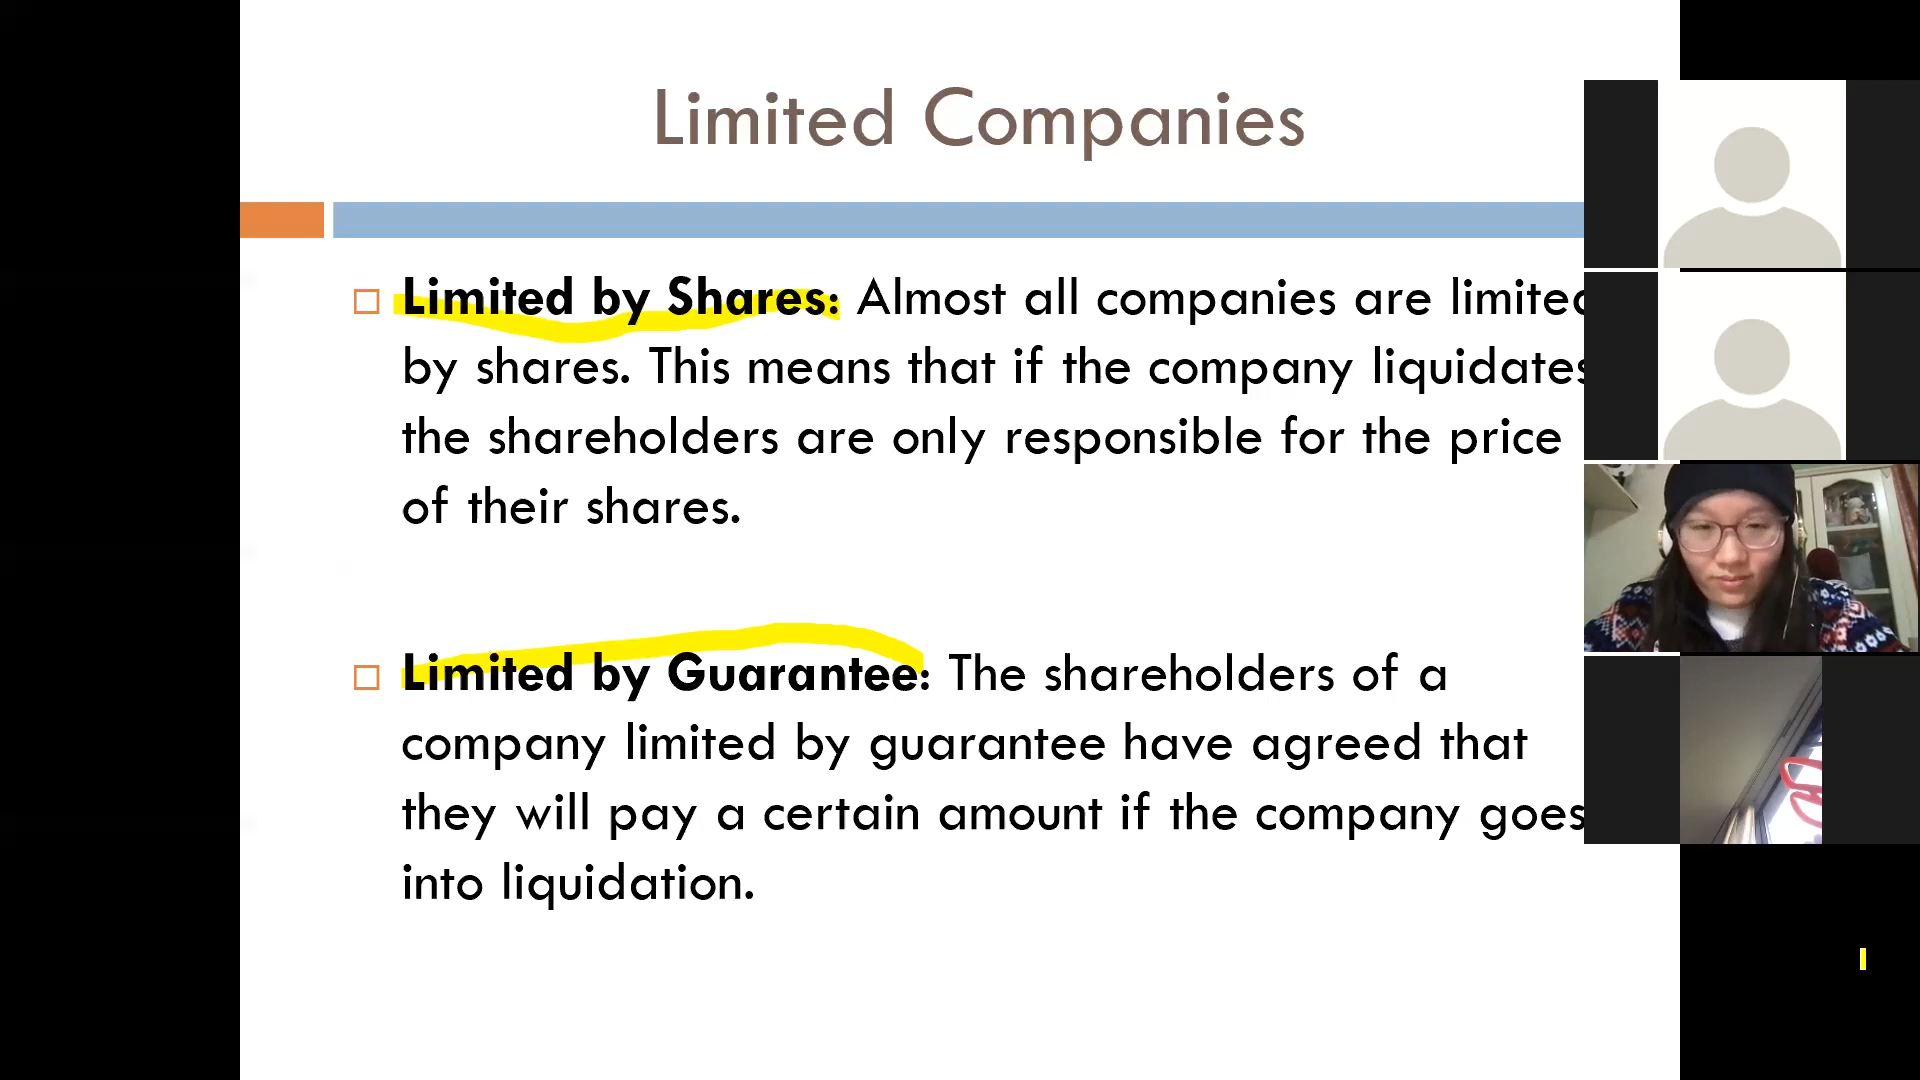 Limited Companies
Limited by Shares: Almost all companies are limited
by shares. This means that if the company liquidates
the shareholders are only responsible for the price
of their shares.
Limited by Guarantee: The shareholders of a
company limited by guarantee have agreed that
they will pay a certain amount if the company goes
into liquidation.